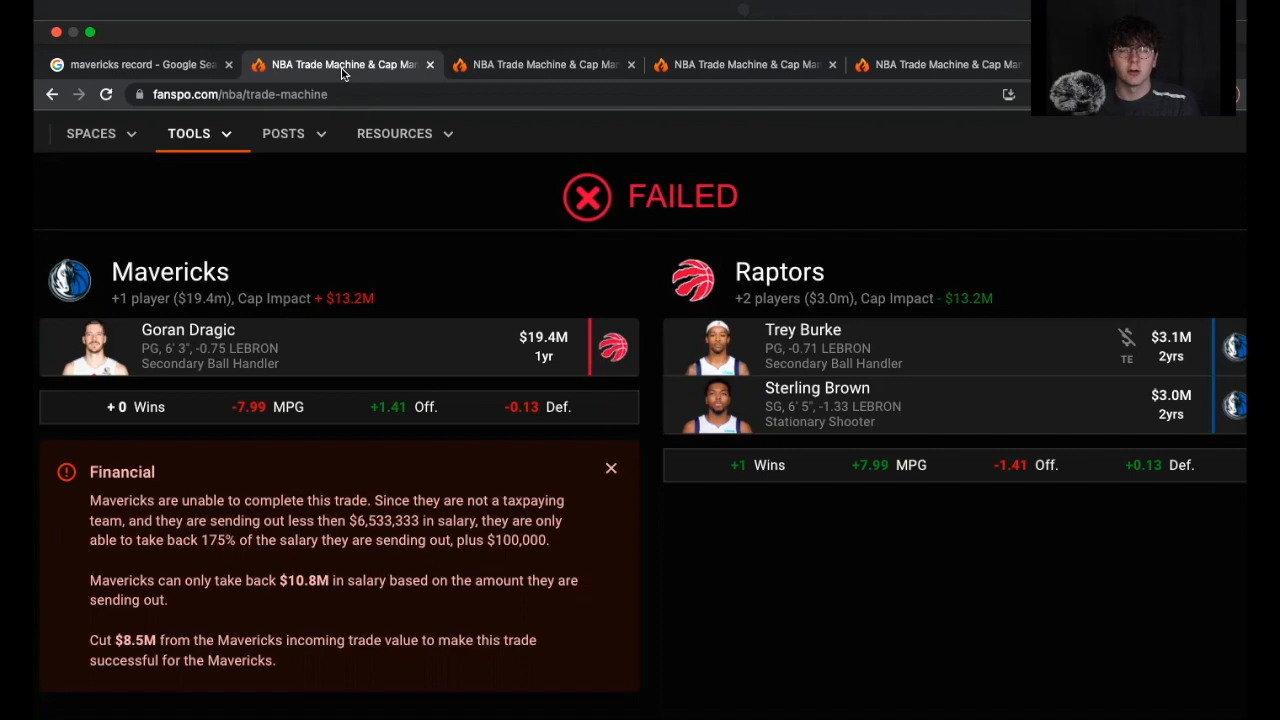 mavericks record - Google Sea
NBA Trade Machine & Cap Mar
NBA Trade Machine & Cap Mar
NBA Trade Machine & Cap Mar
NBA Trade Machine & Cap Mar
fanspo.com/nba/trade-machine
SPACES TOOLS POSTS RESOURCES
FAILED
Mavericks
+1 player ($19.4m), Cap Impact + $13.2M
Goran Dragic
PG, 6' 3", -0.75 LEBRON
Secondary Ball Handler
$19.4M
1yr
+ 0 Wins -7.99 MPG +1.41 Off. -0.13 Def.
Financial
Mavericks are unable to complete this trade. Since they are not a taxpaying
team, and they are sending out less then $6,533,333 in salary, they are only
able to take back 175% of the salary they are sending out, plus $100,000.
Mavericks can only take back $10.8M in salary based on the amount they are
sending out.
Cut $8.5M from the Mavericks incoming trade value to make this trade
successful for the Mavericks.
Raptors
+2 players ($3.0m), Cap Impact - $13.2M
Trey Burke
PG, -0.71 LEBRON
Secondary Ball Handler
TE
$3.1M
2yrs
Sterling Brown
SG, 6' 5", -1.33 LEBRON
Stationary Shooter
$3.0M
2yrs
+1 Wins +7.99 MPG -1.41 Off. +0.13 Def.